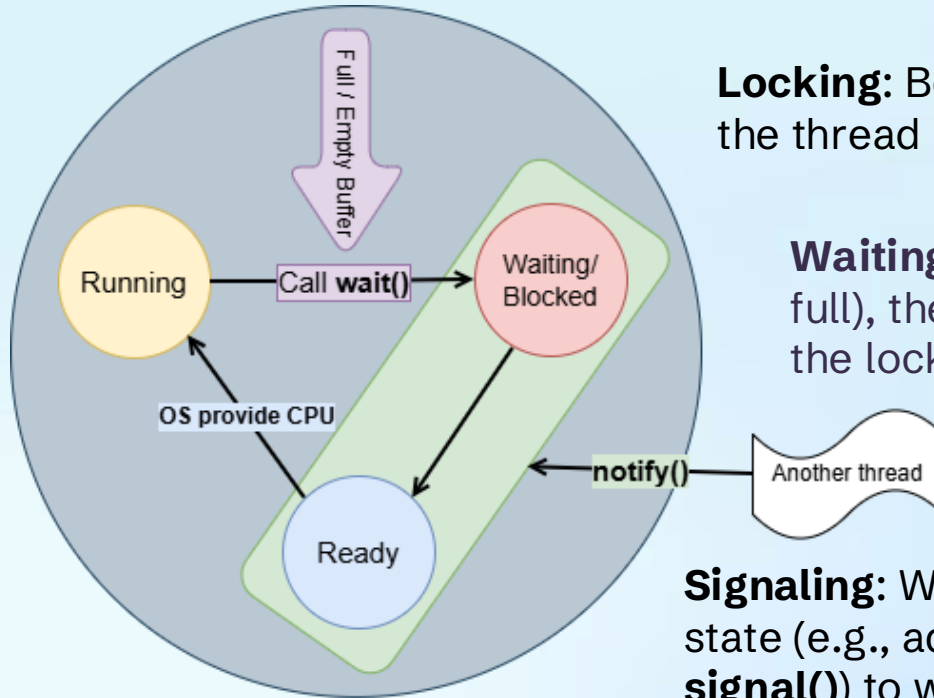 Full / Empty Buffer
Running
Call wait()
Waiting/
Blocked
OS provide CPU
Ready
notify()
Another thread
Locking:
the thread
Waiting
full), the
the lock
Signaling:
state (e.g.,
signal()) to